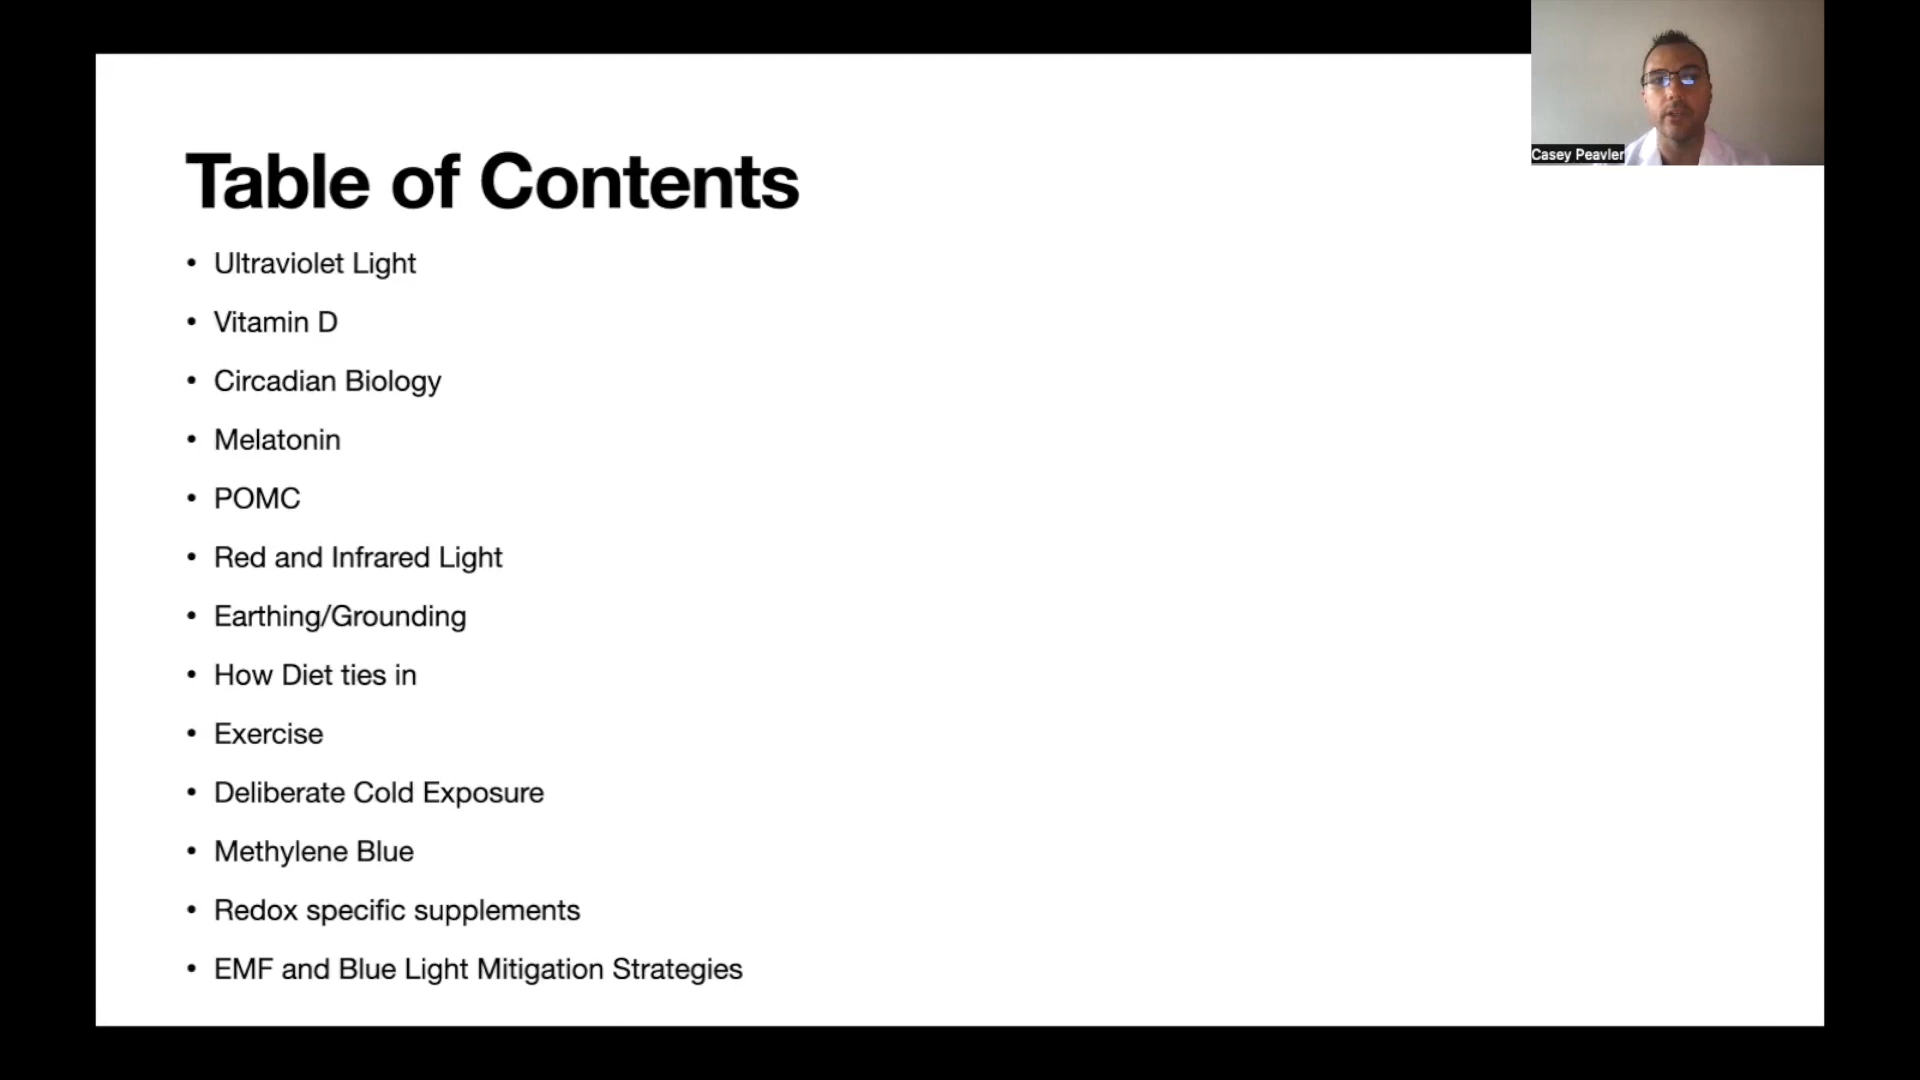 Casey Peavler
Table of Contents
• Ultraviolet Light
• Vitamin D
• Circadian Biology
• Melatonin
• POMC
• Red and Infrared Light
• Earthing/Grounding
• How Diet ties in
• Exercise
• Deliberate Cold Exposure
• Methylene Blue
• Redox specific supplements
• EMF and Blue Light Mitigation Strategies